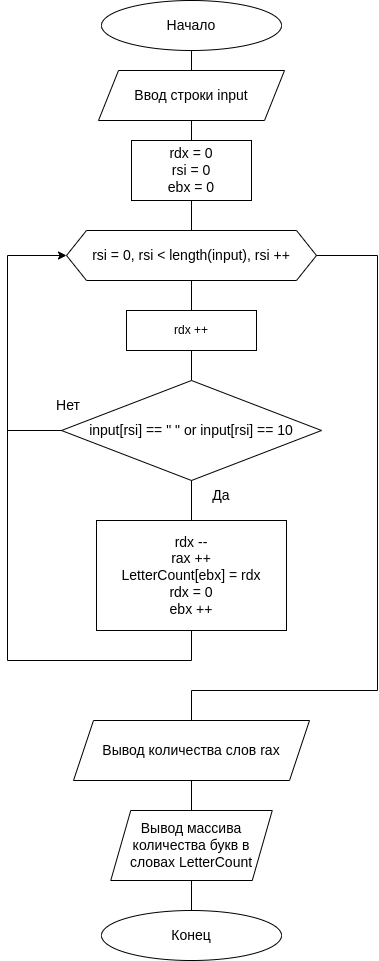 Начало
Ввод строки input
rdx = 0
rsi = 0
ebx = 0
rsi = 0, rsi < length(input), rsi ++
rdx ++
Нет
input[rsi] == " " or input[rsi] == 10
Да
rdx --
rax ++
LetterCount[ebx] = rdx
rdx = 0
ebx ++
Вывод количества слов rax
Вывод массива
количества букв в
словах LetterCount
Конец